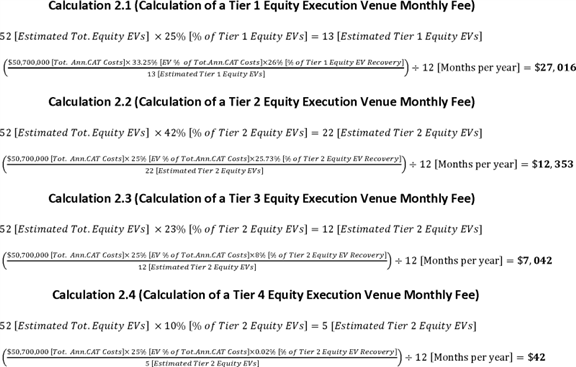 Calculation 2.1 (Calculation of a Tier 1 Equity Execution Venue Monthly Fee)
52 [Estimated Tot. Equity EVs] × 25% [% of Tier 1 Equity EVs] = 13 [Estimated Tier 1 Equity EVs]
($50,700,000 [Tot. Ann.CAT Costs]× 33.25% [EV % of Tot.Ann.CAT Costs]×26% [% of Tier 1 Equity EV Recovery] / 13 [Estimated Tier 1 Equity EVs]) ÷ 12 [Months per year] = $27,016
Calculation 2.2 (Calculation of a Tier 2 Equity Execution Venue Monthly Fee)
52 [Estimated Tot. Equity EVs] × 42% [% of Tier 2 Equity EVs] = 22 [Estimated Tier 2 Equity EVs]
($50,700,000 [Tot. Ann.CAT Costs]× 25% [EV % of Tot.Ann.CAT Costs]×25.73% [% of Tier 2 Equity EV Recovery] / 22 [Estimated Tier 2 Equity EVs]) ÷ 12 [Months per year] = $12,353
Calculation 2.3 (Calculation of a Tier 3 Equity Execution Venue Monthly Fee)
52 [Estimated Tot. Equity EVs] × 23% [% of Tier 2 Equity EVs] = 12 [Estimated Tier 2 Equity EVs]
($50,700,000 [Tot. Ann.CAT Costs]× 25% [EV % of Tot.Ann.CAT Costs]×8% [% of Tier 2 Equity EV Recovery] / 12 [Estimated Tier 2 Equity EVs]) ÷ 12 [Months per year] = $7,042
Calculation 2.4 (Calculation of a Tier 4 Equity Execution Venue Monthly Fee)
52 [Estimated Tot. Equity EVs] × 10% [% of Tier 2 Equity EVs] = 5 [Estimated Tier 2 Equity EVs]
($50,700,000 [Tot. Ann.CAT Costs]× 25% [EV % of Tot.Ann.CAT Costs]×0.02% [% of Tier 2 Equity EV Recovery] / 5 [Estimated Tier 2 Equity EVs]) ÷ 12 [Months per year] = $42